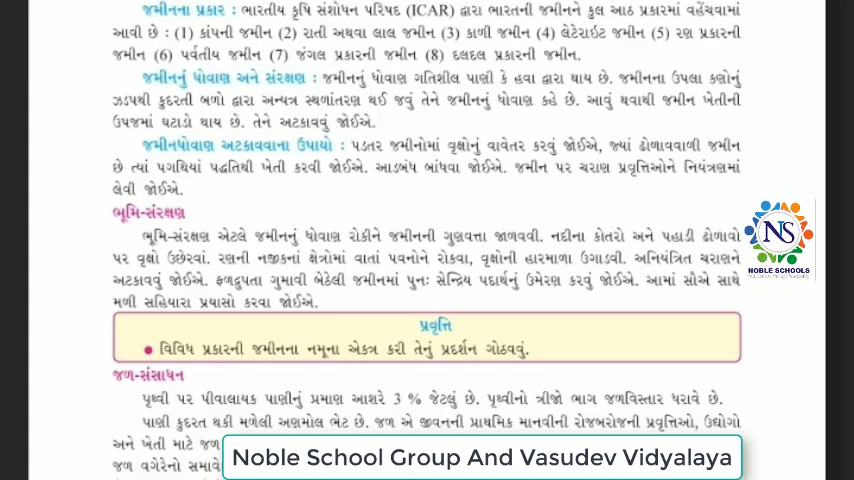 જમીનના પ્રકાર : ભારતીય કૃષિ સંશોધન પરિષદ (ICAR) દ્વારા ભારતની જમીનને કુલ આઠ પ્રકારમાં વહેંચવામાં
આવી છે : (1) કાંપની જમીન (2) રાતી અથવા લાલ જમીન (3) કાળી જમીન (4) લેટેરાઇટ જમીન (5) રણ પ્રકારની
જમીન (6) પર્વતીય જમીન (7) જંગલ પ્રકારની જમીન (8) દલદલ પ્રકારની જમીન.
જમીનનું ધોવાણ અને સંરક્ષણ : જમીનનું ધોવાણ ગતિશીલ પાણી કે હવા દ્વારા થાય છે. જમીનના ઉપલા કણોનું
ઝડપથી કુદરતી બળો દ્વારા અન્યત્ર સ્થળાંતરણ થઈ જવું તેને જમીનનું ધોવાણ કહે છે. આવું થવાથી જમીન ખેતીની
ઉપજમાં ઘટાડો થાય છે. તેને અટકાવવું જોઈએ.
જમીનધોવાણ અટકાવવાના ઉપાયો : પડતર જમીનોમાં વૃક્ષોનું વાવેતર કરવું જોઈએ, જ્યાં ઢોળાવવાળી જમીન
છે ત્યાં પગથિયાં પદ્ધતિથી ખેતી કરવી જોઈએ. આડબંધ બાંધવા જોઈએ. જમીન પર ચરાણ પ્રવૃત્તિઓને નિયંત્રણમાં
લેવી જોઈએ.
ભૂમિ-સંરક્ષણ
ભૂમિ-સંરક્ષણ એટલે જમીનનું ધોવાણ રોકીને જમીનની ગુણવત્તા જાળવવી. નદીના કોતરો અને પહાડી ઢોળાવો
પર વૃક્ષો ઉછેરવાં. રણની નજીકનાં ક્ષેત્રોમાં વાતાં પવનોને રોકવા, વૃક્ષોની હારમાળા ઉગાડવી. અનિયંત્રિત ચરાણને
અટકાવવું જોઈએ. ફળદ્રુપતા ગુમાવી બેઠેલી જમીનમાં પુનઃ સેન્દ્રિય પદાર્થનું ઉમેરણ કરવું જોઈએ. આમાં સૌએ સાથે
મળી સહિયારા પ્રયાસો કરવા જોઈએ.
પ્રવૃત્તિ
● વિવિધ પ્રકારની જમીનના નમૂના એકત્ર કરી તેનું પ્રદર્શન ગોઠવવું.
જળ-સંસાધન
પૃથ્વી પર પીવાલાયક પાણીનું પ્રમાણ આશરે 3 % જેટલું છે. પૃથ્વીનો ત્રીજો ભાગ જળવિસ્તાર ધરાવે છે.
પાણી કુદરત થકી મળેલી અણમોલ ભેટ છે. જળ એ જીવનની પ્રાથમિક માનવીની રોજબરોજની પ્રવૃત્તિઓ, ઉદ્યોગો
અને ખેતી માટે જળ
જળ વગેરેનો સમાવે
NS
NOBLE SCHOOLS
Noble School Group And Vasudev Vidyalaya